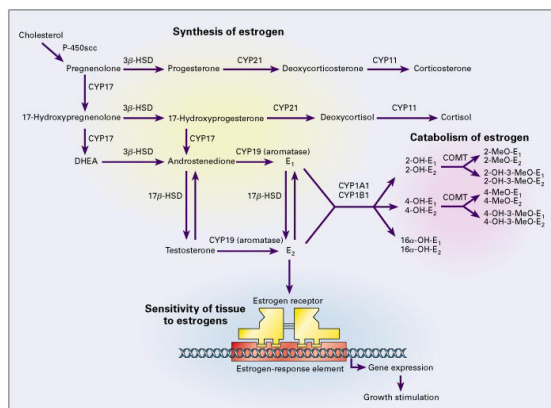 Synthesis of estrogen
Cholesterol
P-450scc
Pregnenolone 3β-HSD Progesterone CYP21 Deoxycorticosterone CYP11 Corticosterone
CYP17
17-Hydroxypregnenolone 3β-HSD 17-Hydroxyprogesterone CYP21 Deoxycortisol CYP11 Cortisol
CYP17 CYP17
DHEA 3β-HSD Androstenedione CYP19 (aromatase) E1
17β-HSD 17β-HSD
Testosterone CYP19 (aromatase) E2
Catabolism of estrogen
CYP1A1
CYP1B1
2-OH-E1
2-OH-E2
COMT
2-MeO-E1
2-MeO-E2
2-OH-3-MeO-E1
2-OH-3-MeO-E2
4-OH-E1
4-OH-E2
COMT
4-MeO-E1
4-MeO-E2
4-OH-3-MeO-E1
4-OH-3-MeO-E2
16α-OH-E1
16α-OH-E2
Sensitivity of tissue
to estrogens
Estrogen receptor
Estrogen-response element
Gene expression
Growth stimulation